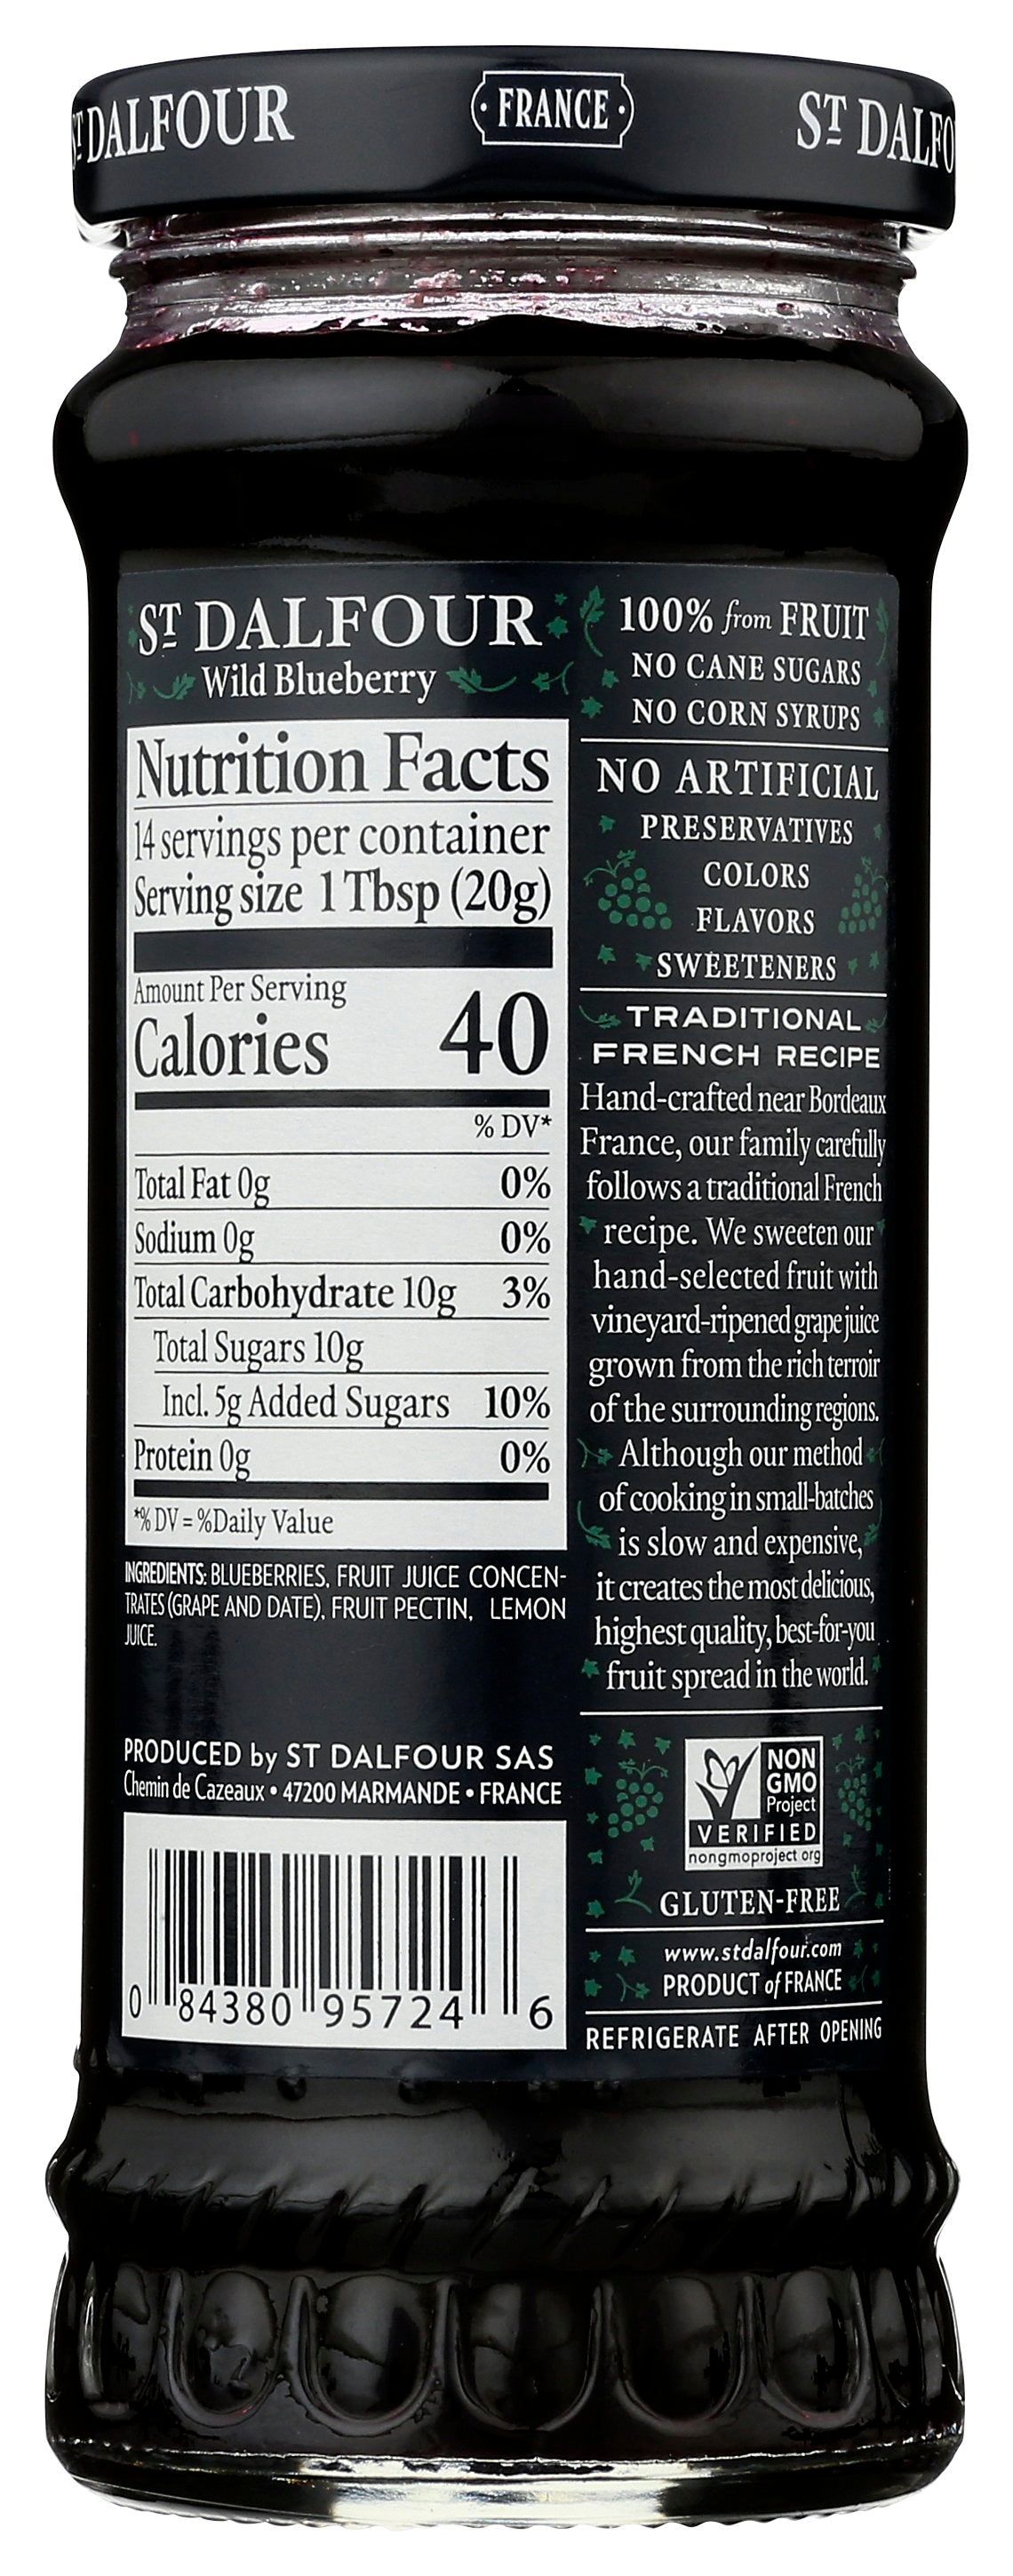 ST DALFOUR
FRANCE
ST DALFO
ST DALFOUR
Wild Blueberry
Nutrition Facts
14 servings per container
Serving size 1 Tbsp (20g)
Amount Per Serving
Calories 40
% DV*
Total Fat 0g 0%
Sodium 0g 0%
Total Carbohydrate 10g 3%
Total Sugars 10g
Incl. 5g Added Sugars 10%
Protein 0g 0%
*% DV = %Daily Value
INGREDIENTS: BLUEBERRIES, FRUIT JUICE CONCEN-
TRATES (GRAPE AND DATE), FRUIT PECTIN, LEMON
JUICE.
PRODUCED by ST DALFOUR SAS
Chemin de Cazeaux • 47200 MARMANDE • FRANCE
0 84380 95724 6
100% from FRUIT
NO CANE SUGARS
NO CORN SYRUPS
NO ARTIFICIAL
PRESERVATIVES
COLORS
FLAVORS
SWEETENERS
TRADITIONAL
FRENCH RECIPE
Hand-crafted near Bordeaux
France, our family carefully
follows a traditional French
recipe. We sweeten our
hand-selected fruit with
vineyard-ripened grape juice
grown from the rich terroir
of the surrounding regions.
Although our method
of cooking in small-batches
is slow and expensive,
it creates the most delicious,
highest quality, best-for-you
fruit spread in the world.
NON
GMO
Project
VERIFIED
nongmoproject org
GLUTEN-FREE
www.stdalfour.com
PRODUCT of FRANCE
REFRIGERATE AFTER OPENING